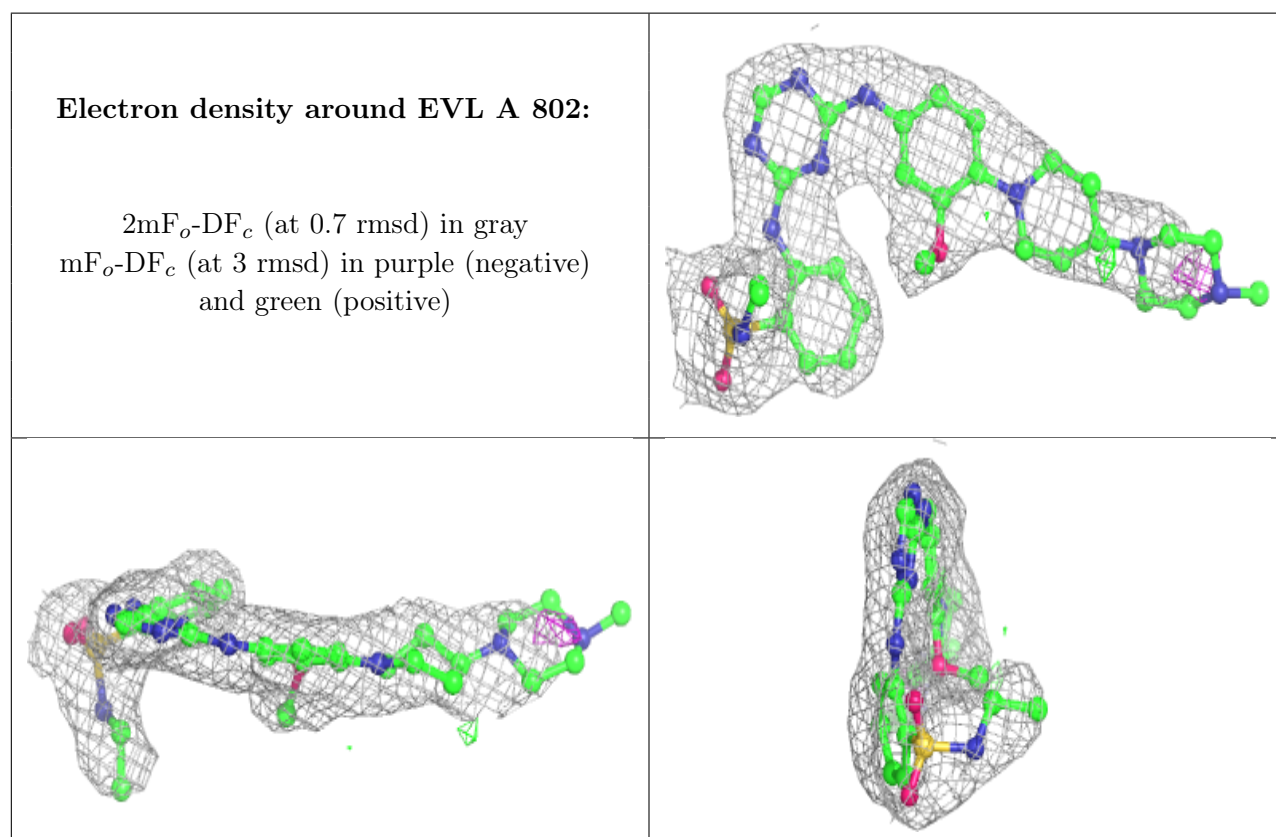 Electron density around EVL A 802:
2mFo-DFc (at 0.7 rmsd) in gray
mFo-DFc (at 3 rmsd) in purple (negative)
and green (positive)